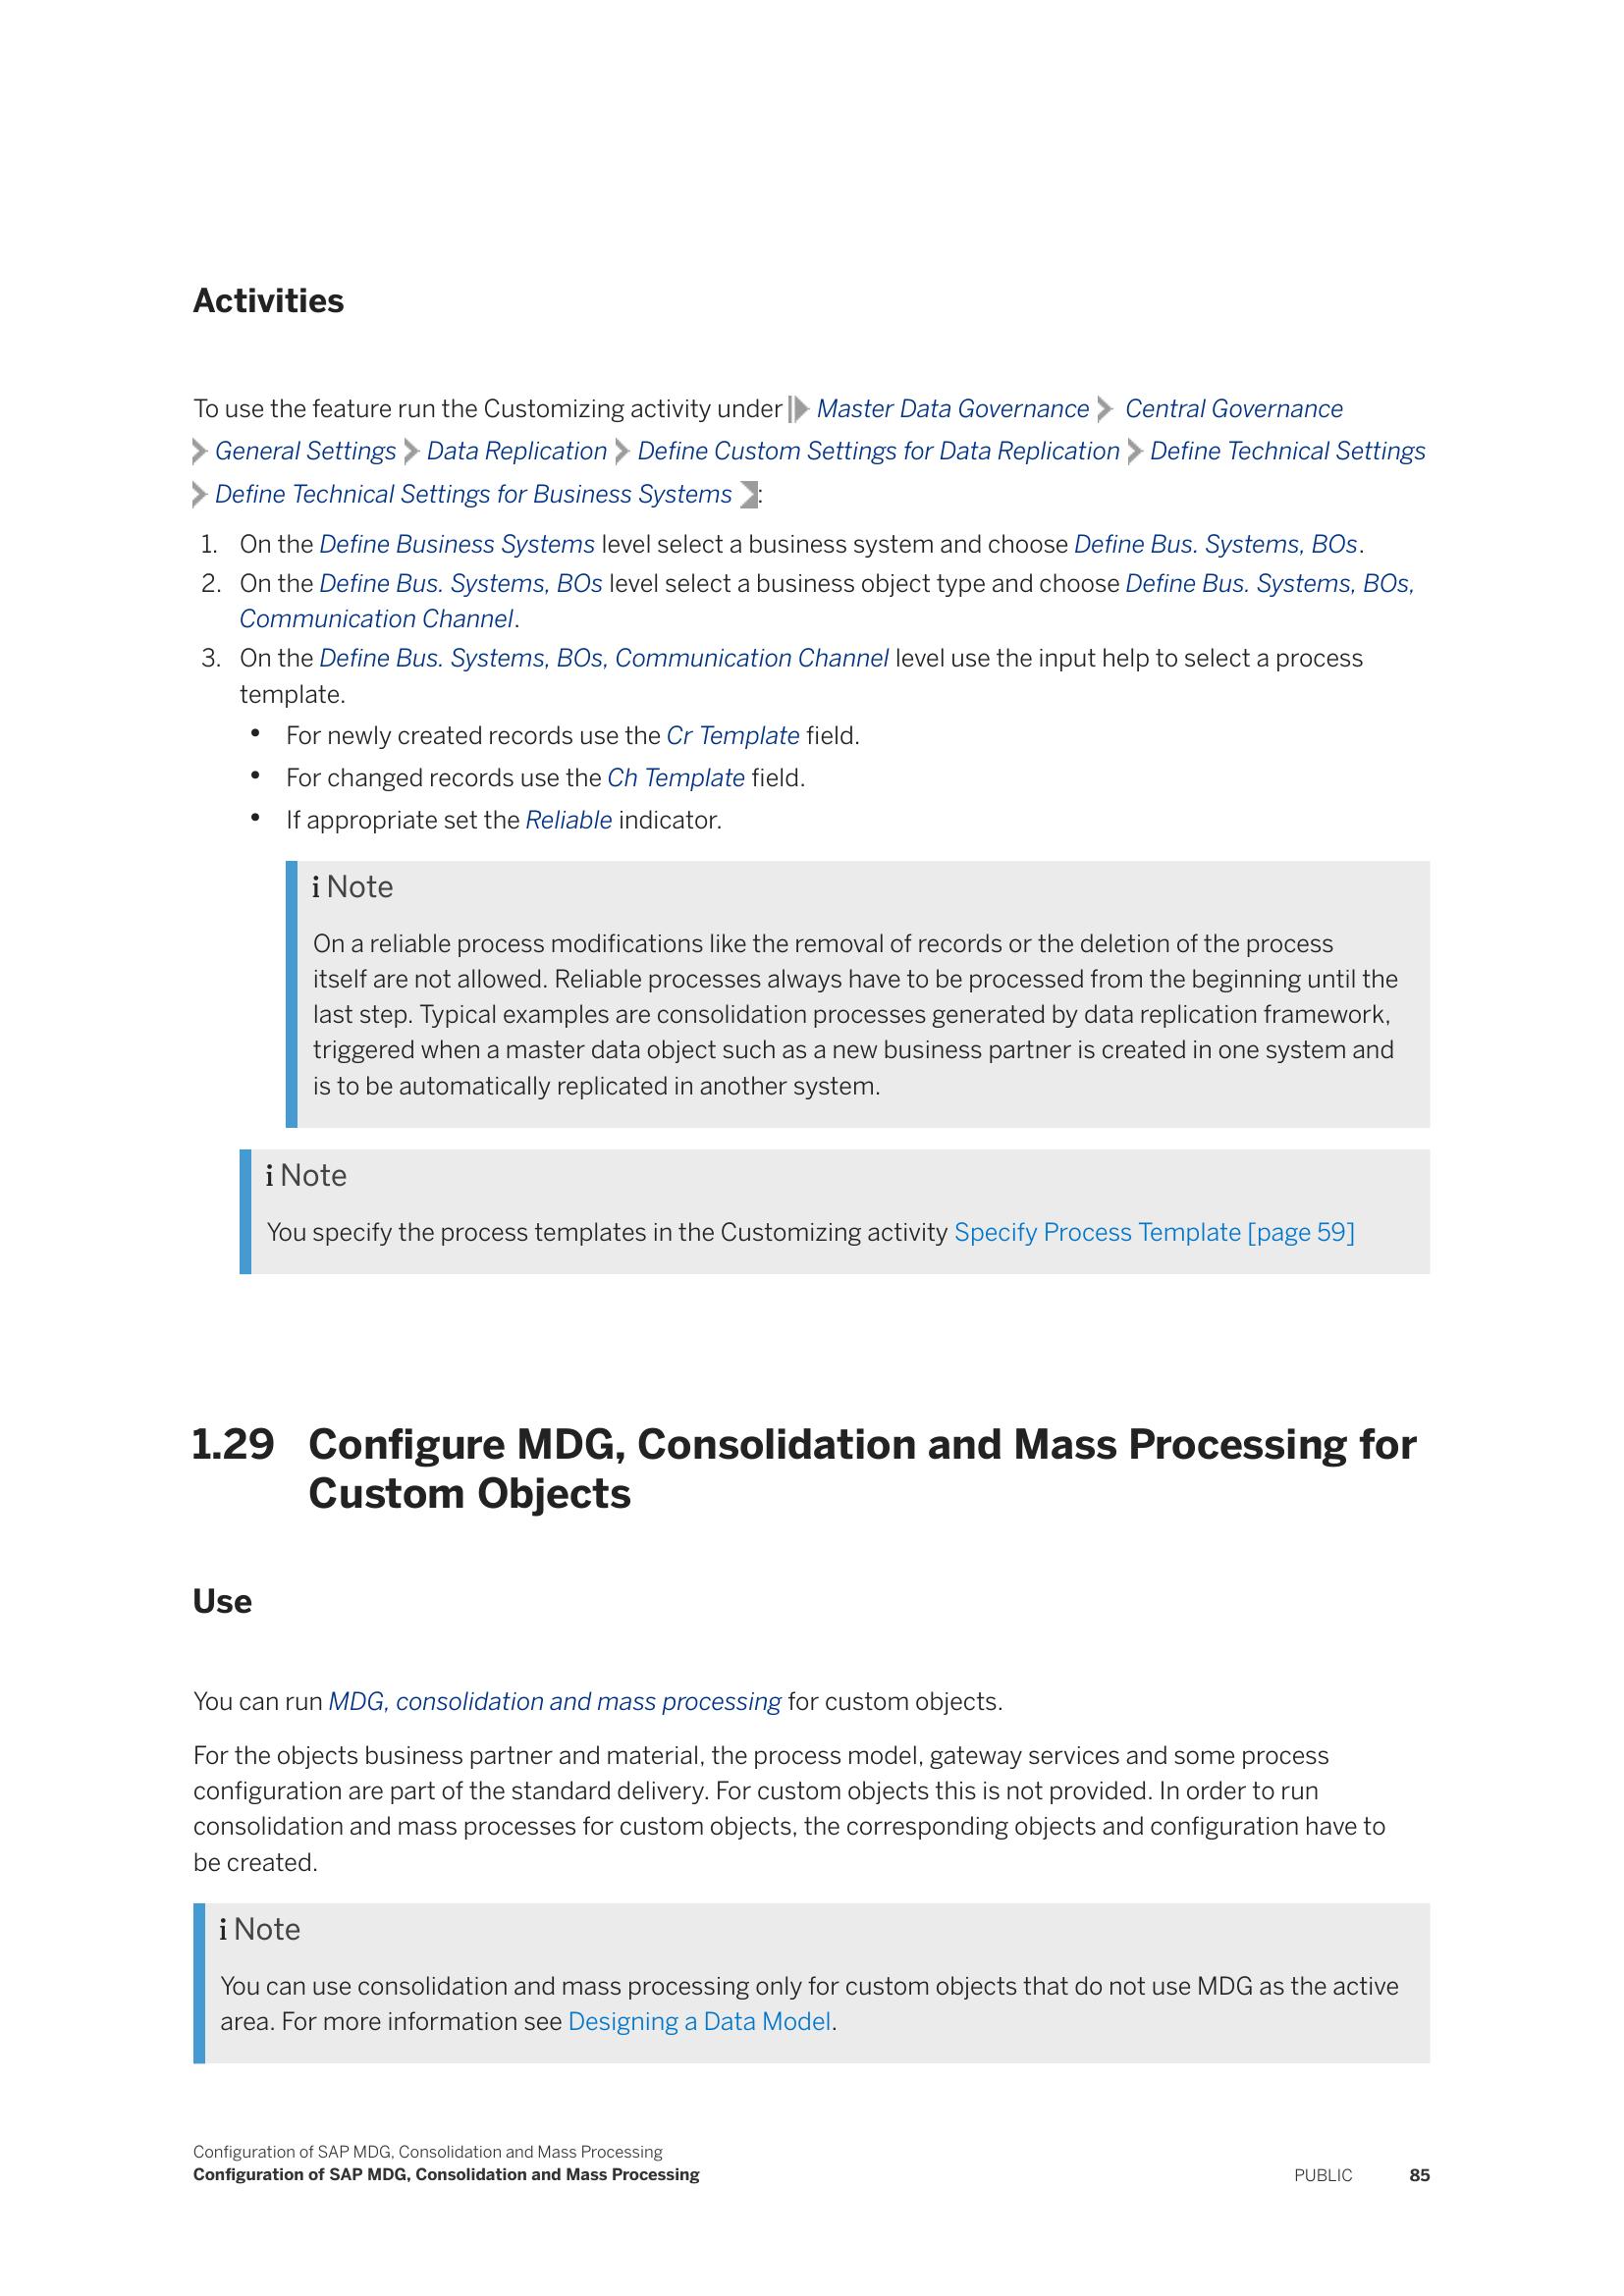 Activities
To use the feature run the Customizing activity under Master Data Governance Central Governance
General Settings Data Replication Define Custom Settings for Data Replication Define Technical Settings
Define Technical Settings for Business Systems :
1. On the Define Business Systems level select a business system and choose Define Bus. Systems, BOs.
2. On the Define Bus. Systems, BOs level select a business object type and choose Define Bus. Systems, BOs,
Communication Channel.
3. On the Define Bus. Systems, BOs, Communication Channel level use the input help to select a process
template.
• For newly created records use the Cr Template field.
• For changed records use the Ch Template field.
• If appropriate set the Reliable indicator.
i Note
On a reliable process modifications like the removal of records or the deletion of the process
itself are not allowed. Reliable processes always have to be processed from the beginning until the
last step. Typical examples are consolidation processes generated by data replication framework,
triggered when a master data object such as a new business partner is created in one system and
is to be automatically replicated in another system.
i Note
You specify the process templates in the Customizing activity Specify Process Template [page 59]
1.29 Configure MDG, Consolidation and Mass Processing for
Custom Objects
Use
You can run MDG, consolidation and mass processing for custom objects.
For the objects business partner and material, the process model, gateway services and some process
configuration are part of the standard delivery. For custom objects this is not provided. In order to run
consolidation and mass processes for custom objects, the corresponding objects and configuration have to
be created.
i Note
You can use consolidation and mass processing only for custom objects that do not use MDG as the active
area. For more information see Designing a Data Model.
Configuration of SAP MDG, Consolidation and Mass Processing
Configuration of SAP MDG, Consolidation and Mass Processing PUBLIC 85